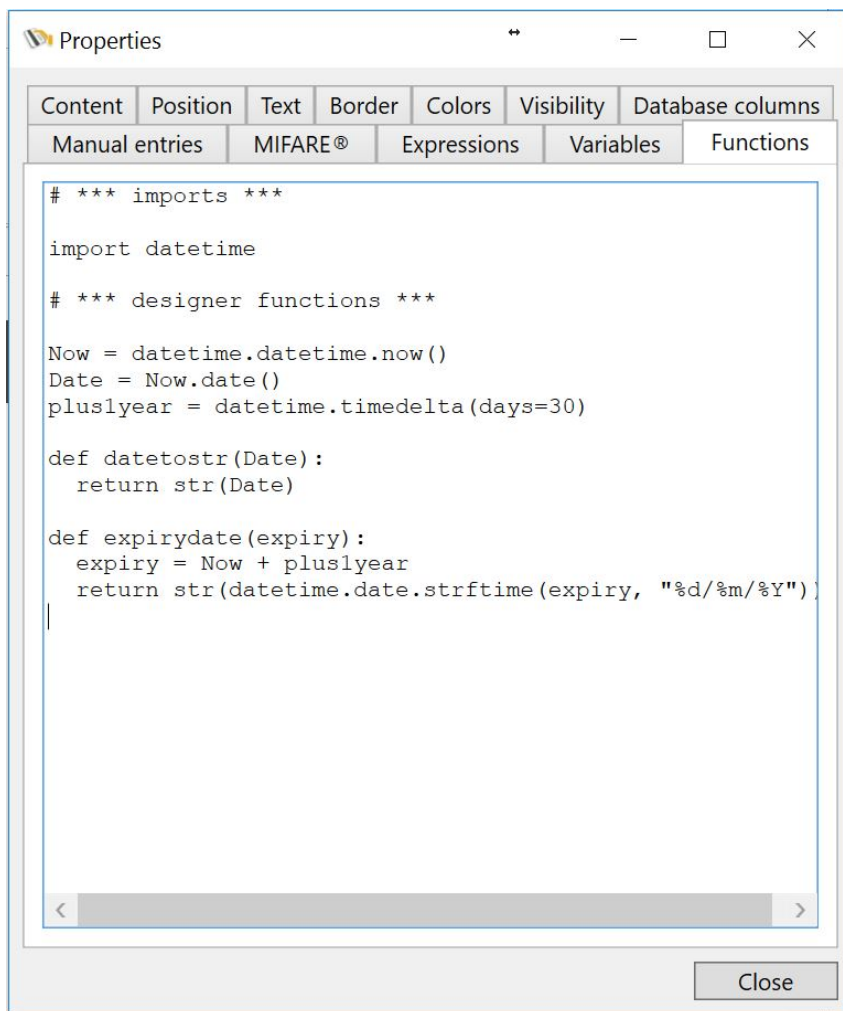 Properties
Content Position Text Border Colors Visibility Database columns
Manual entries MIFARE® Expressions Variables Functions
# *** imports ***
import datetime
# *** designer functions ***
Now = datetime.datetime.now()
Date = Now.date()
plus1year = datetime.timedelta(days=30)
def datetostr(Date):
  return str(Date)
def expirydate(expiry):
  expiry = Now + plus1year
  return str(datetime.date.strftime(expiry, "%d/%m/%Y"))
Close